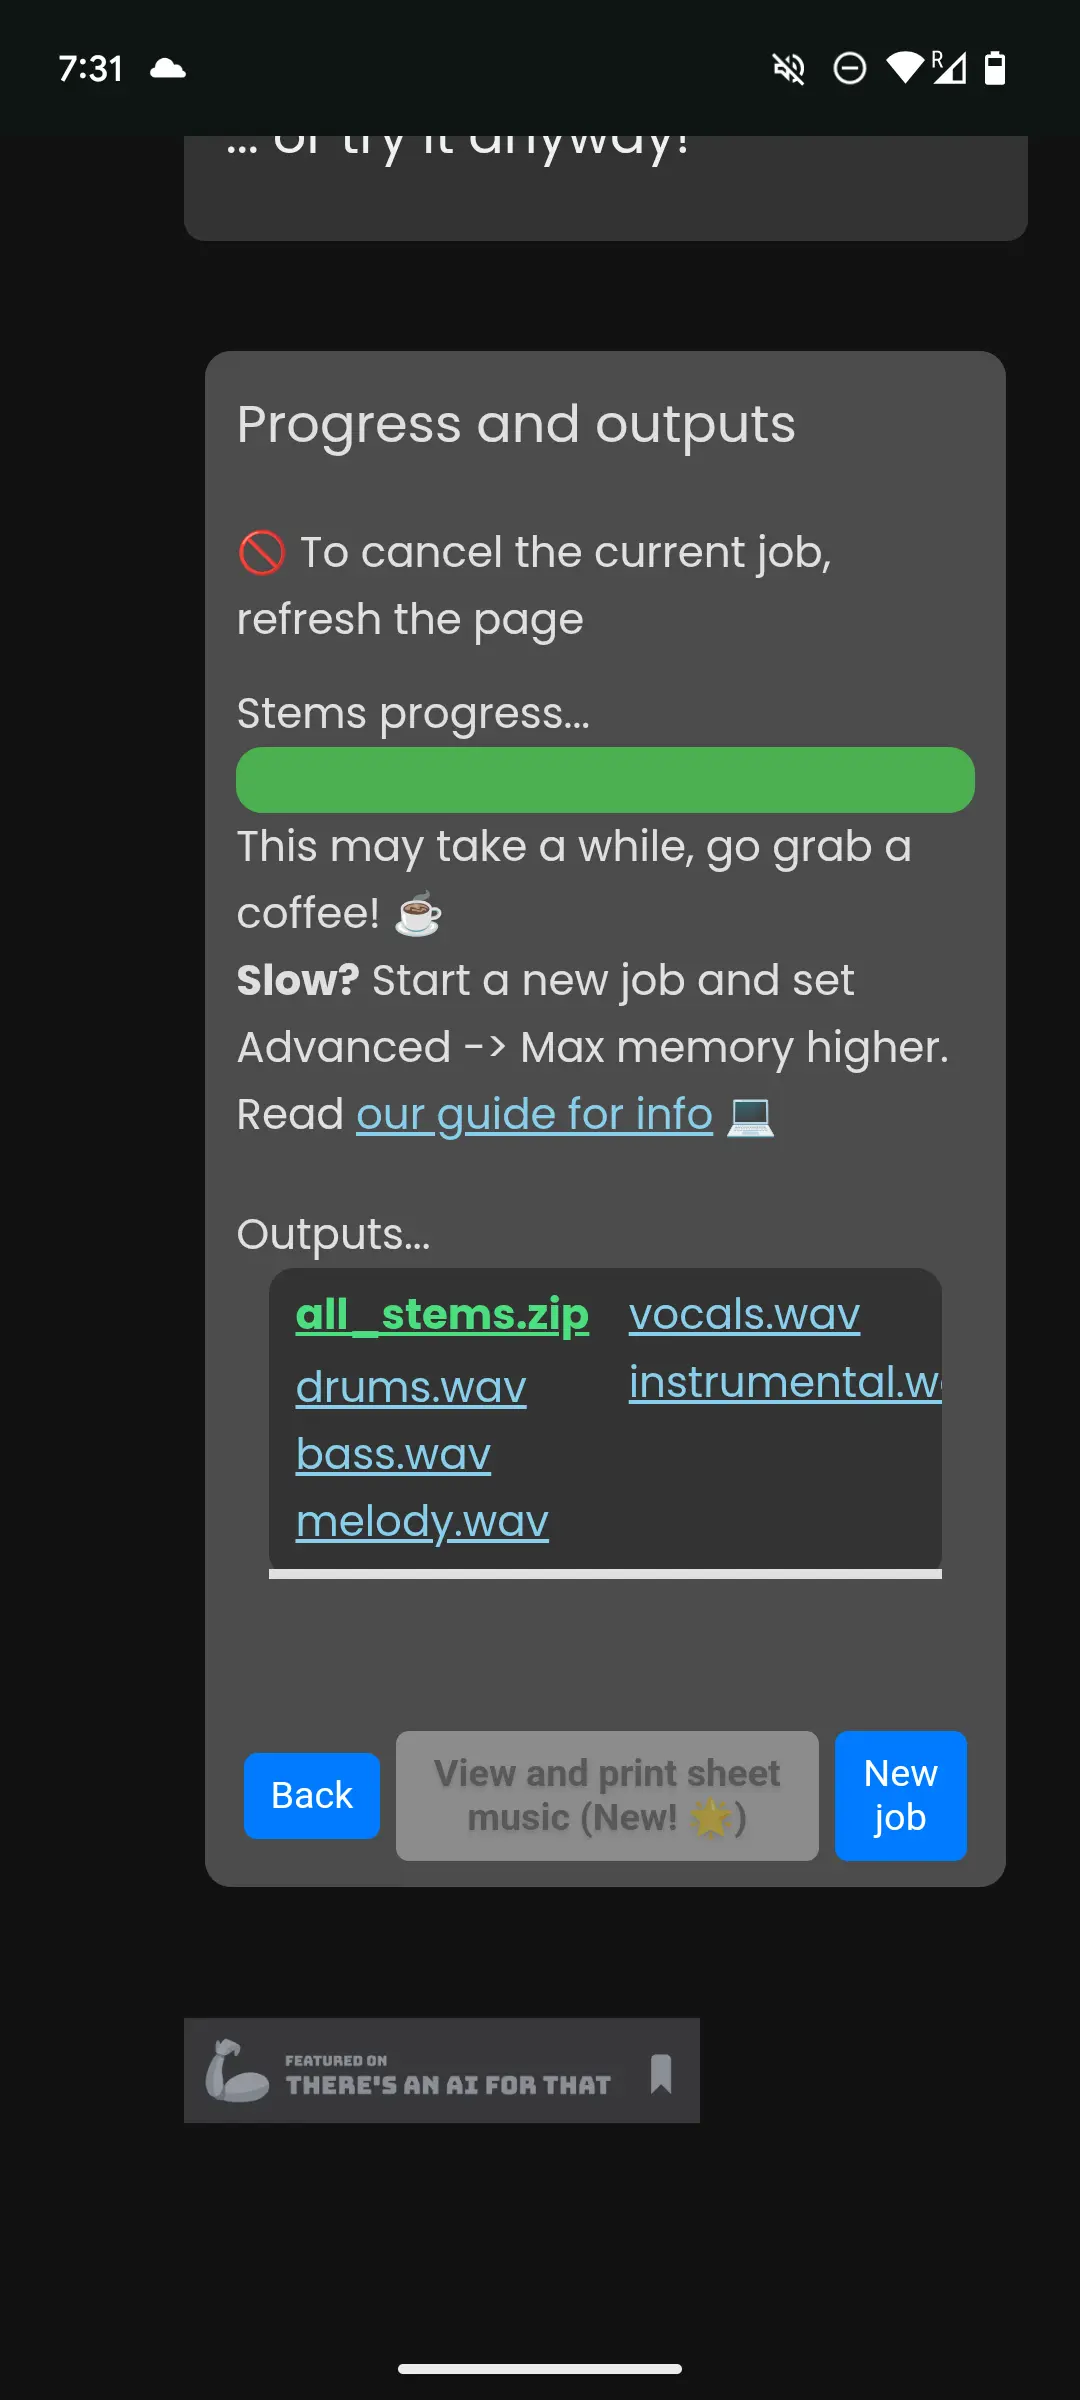 7:31
R
... or try it anyway!
Progress and outputs
🚫 To cancel the current job,
refresh the page
Stems progress...
This may take a while, go grab a
coffee! ☕
Slow? Start a new job and set
Advanced -> Max memory higher.
Read our guide for info 💻
Outputs...
all_stems.zip
drums.wav
bass.wav
melody.wav
vocals.wav
instrumental.w
Back
View and print sheet
music (New! 🌟)
New
job
FEATURED ON
THERE'S AN AI FOR THAT